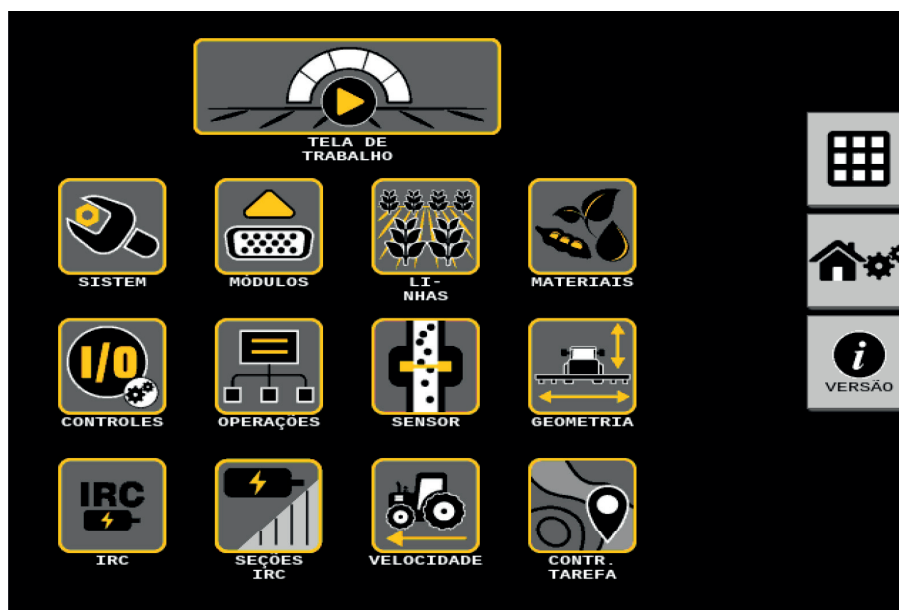 TELA DE
TRABALHO
SISTEM
MÓDULOS
LI-
NHAS
MATERIAIS
I/O
CONTROLES
OPERAÇÕES
SENSOR
GEOMETRIA
i
VERSÃO
IRC
IRC
SEÇÕES
IRC
VELOCIDADE
CONTR.
TAREFA